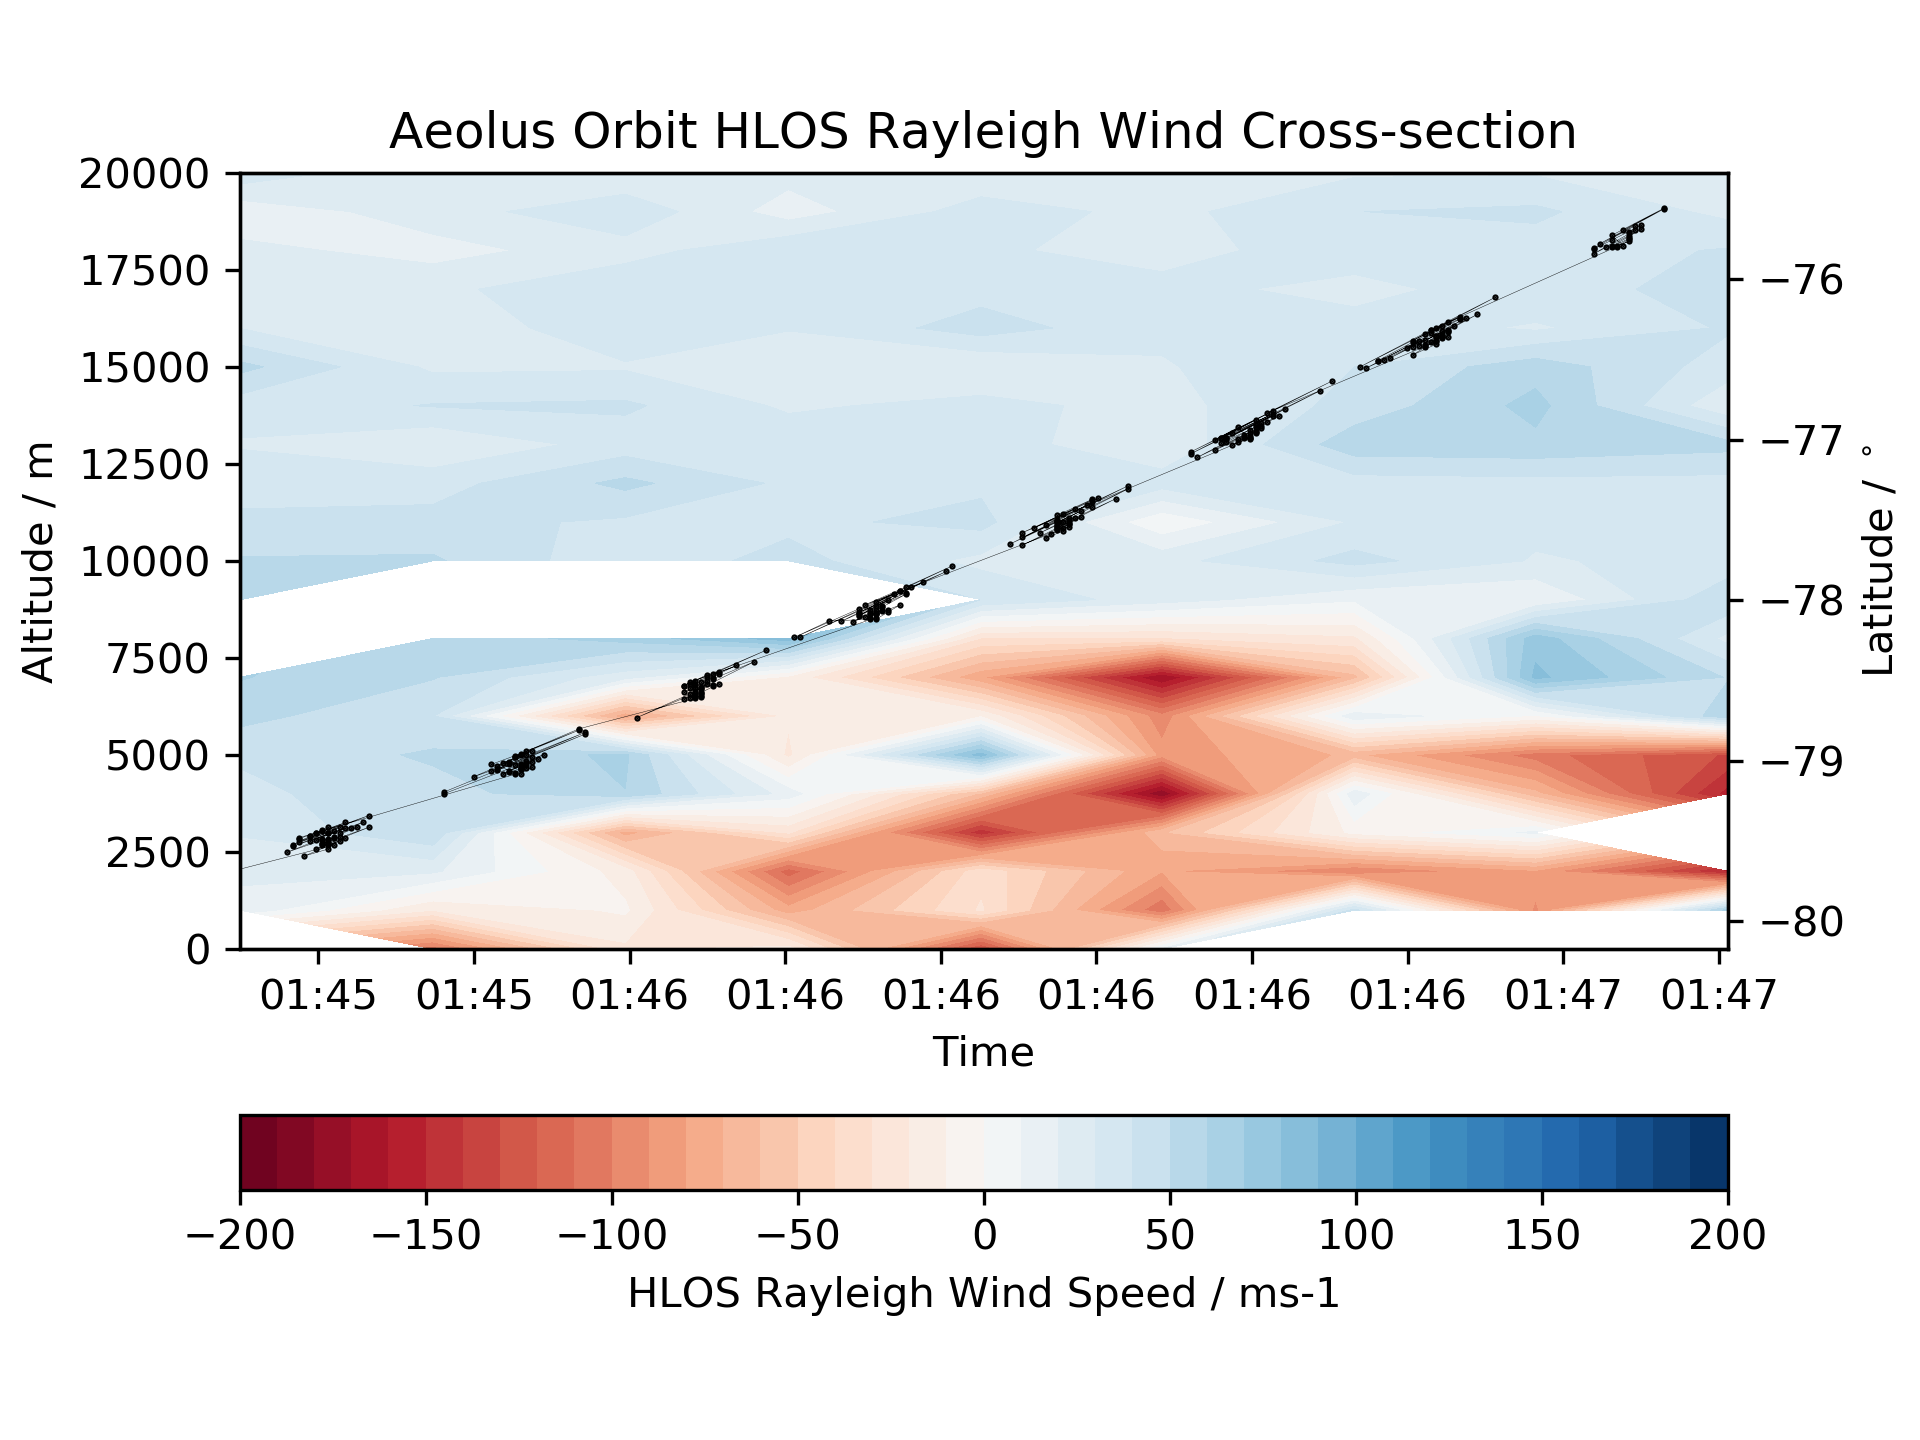 Aeolus Orbit HLOS Rayleigh Wind Cross-section
20000
17500
15000
12500
10000
7500
5000
2500
0
Altitude / m
−76
−77
−78
−79
−80
Latitude / °
01:45 01:45 01:46 01:46 01:46 01:46 01:46 01:46 01:47 01:47
Time
−200 −150 −100 −50 0 50 100 150 200
HLOS Rayleigh Wind Speed / ms-1